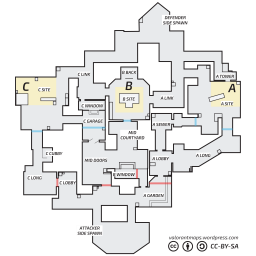 DEFENDER
SIDE SPAWN
C LINK
B BACK
A TOWER
C
B
A
C SITE
B SITE
A LINK
A SITE
C WINDOW
C GARAGE
MID
COURTYARD
A SEWER
C CUBBY
MID DOORS
A LOBBY
A LONG
C LONG
C LOBBY
B WINDOW
A GARDEN
ATTACKER
SIDE SPAWN
valorantmaps.wordpress.com
CC-BY-SA